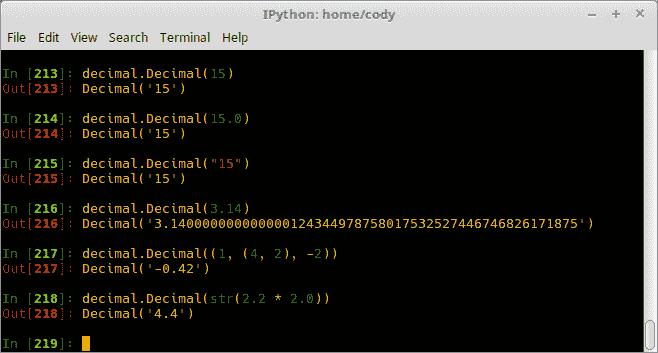 IPython: home/cody
File Edit View Search Terminal Help
In [213]: decimal.Decimal(15)
Out[213]: Decimal('15')
In [214]: decimal.Decimal(15.0)
Out[214]: Decimal('15')
In [215]: decimal.Decimal("15")
Out[215]: Decimal('15')
In [216]: decimal.Decimal(3.14)
Out[216]: Decimal('3.140000000000000124344978758017532527446746826171875')
In [217]: decimal.Decimal((1, (4, 2), -2))
Out[217]: Decimal('-0.42')
In [218]: decimal.Decimal(str(2.2 * 2.0))
Out[218]: Decimal('4.4')
In [219]: